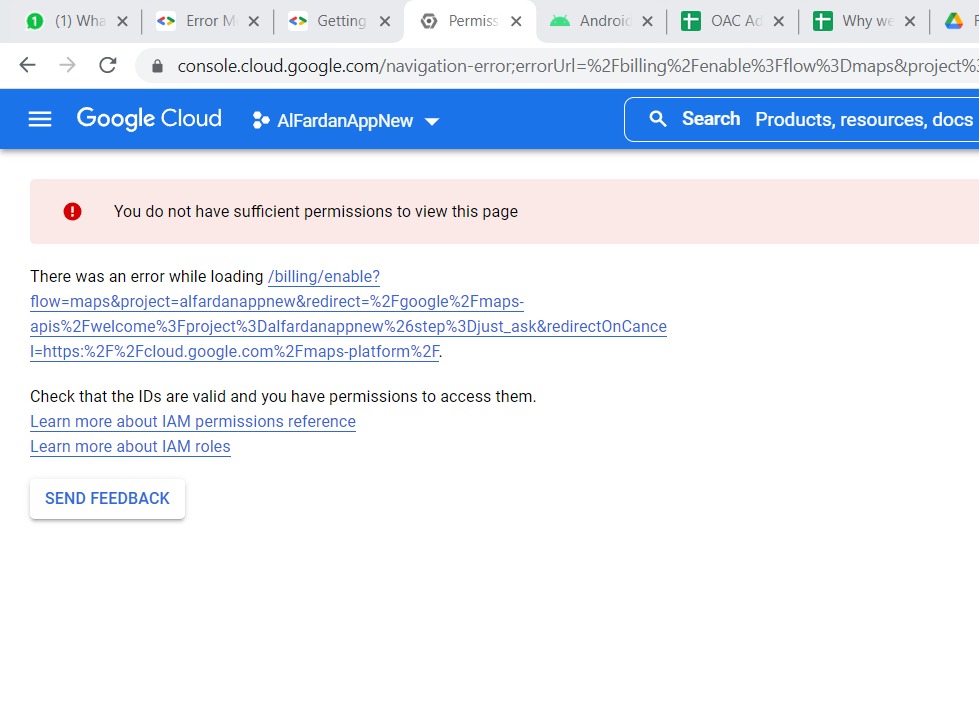 1 (1) Wha Error M Getting Permiss Android OAC Ad Why we
console.cloud.google.com/navigation-error;errorUrl=%2Fbilling%2Fenable%3Fflow%3Dmaps&project%3
Google Cloud AlFardanAppNew Search Products, resources, docs
You do not have sufficient permissions to view this page
There was an error while loading /billing/enable?
flow=maps&project=alfardanappnew&redirect=%2Fgoogle%2Fmaps-
apis%2Fwelcome%3Fproject%3Dalfardanappnew%26step%3Djust_ask&redirectOnCance
l=https:%2F%2Fcloud.google.com%2Fmaps-platform%2F.
Check that the IDs are valid and you have permissions to access them.
Learn more about IAM permissions reference
Learn more about IAM roles
SEND FEEDBACK